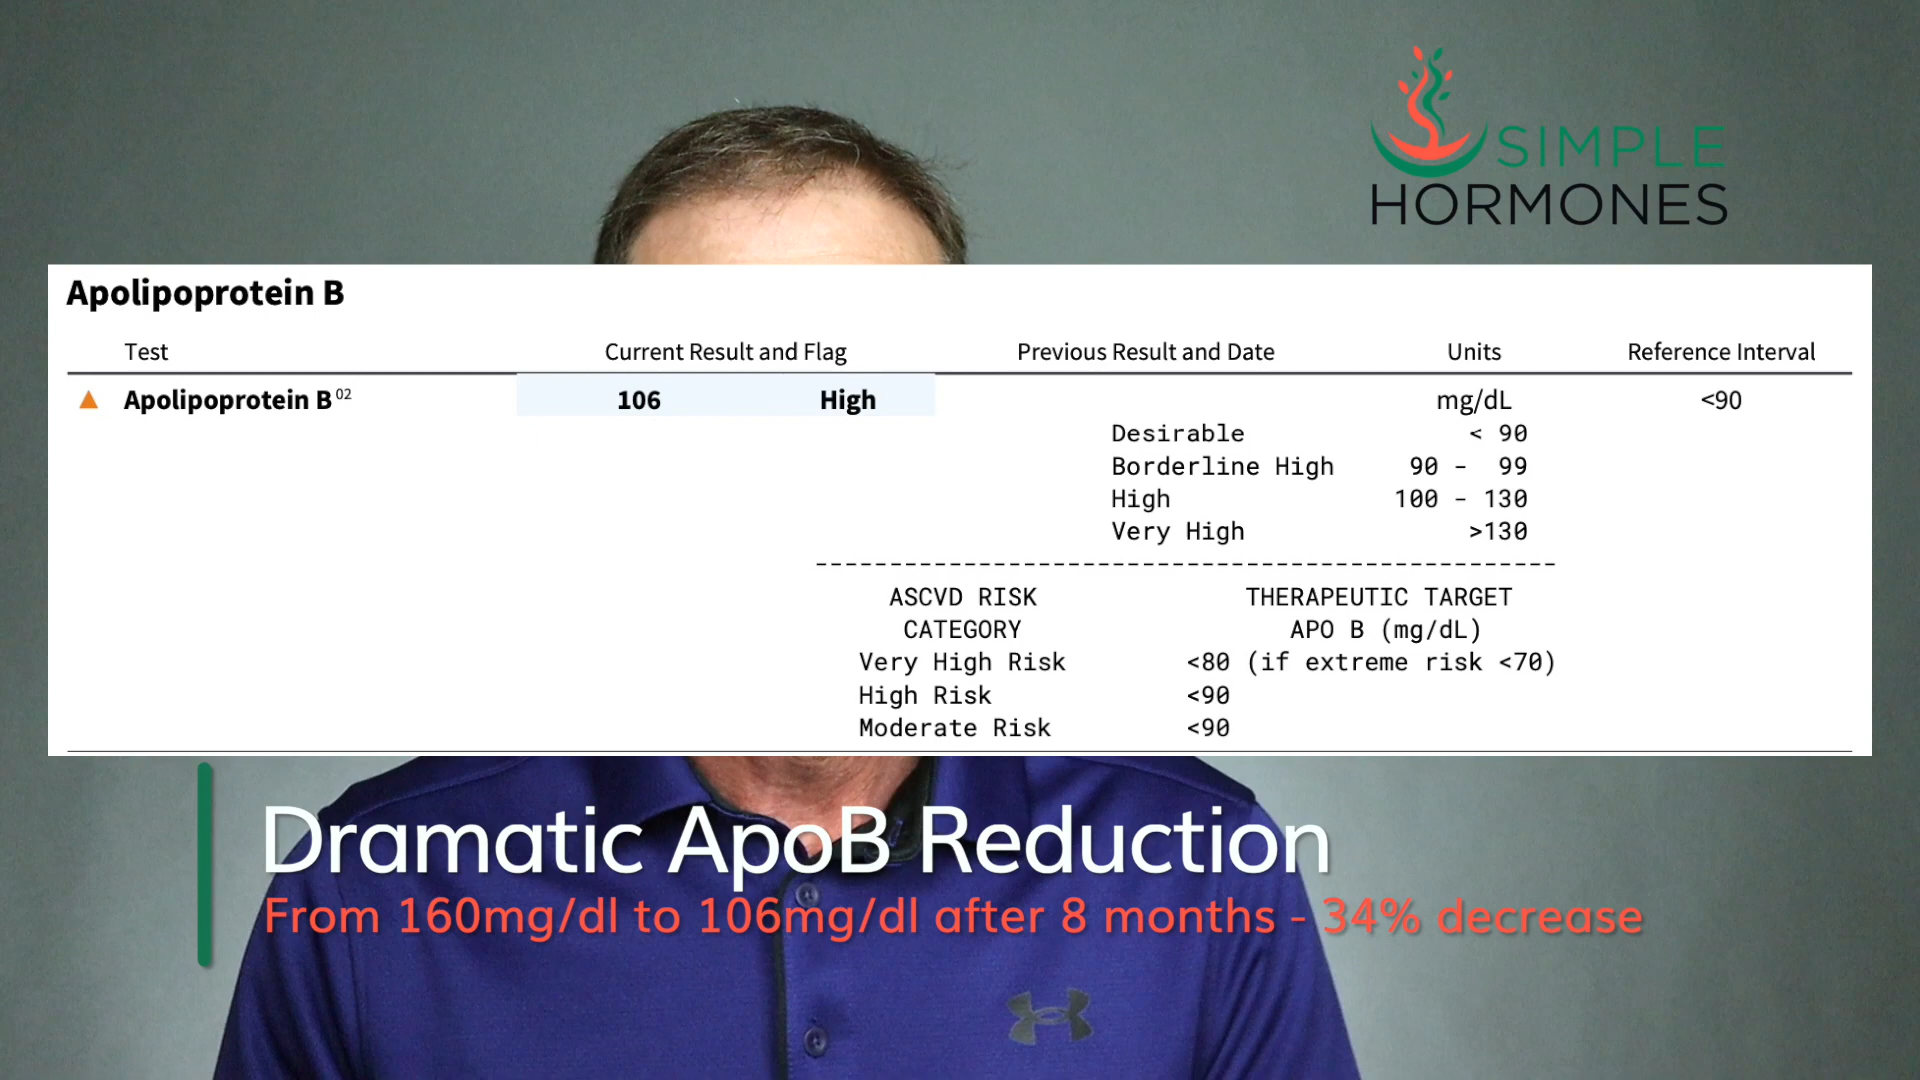 SIMPLE
HORMONES
Apolipoprotein B
Test Current Result and Flag Previous Result and Date Units Reference Interval
▲ Apolipoprotein B 02 106 High mg/dL <90
Desirable < 90
Borderline High 90 - 99
High 100 - 130
Very High >130
--------------------------------------------------
ASCVD RISK THERAPEUTIC TARGET
CATEGORY APO B (mg/dL)
Very High Risk <80 (if extreme risk <70)
High Risk <90
Moderate Risk <90
Dramatic ApoB Reduction
From 160mg/dl to 106mg/dl after 8 months - 34% decrease